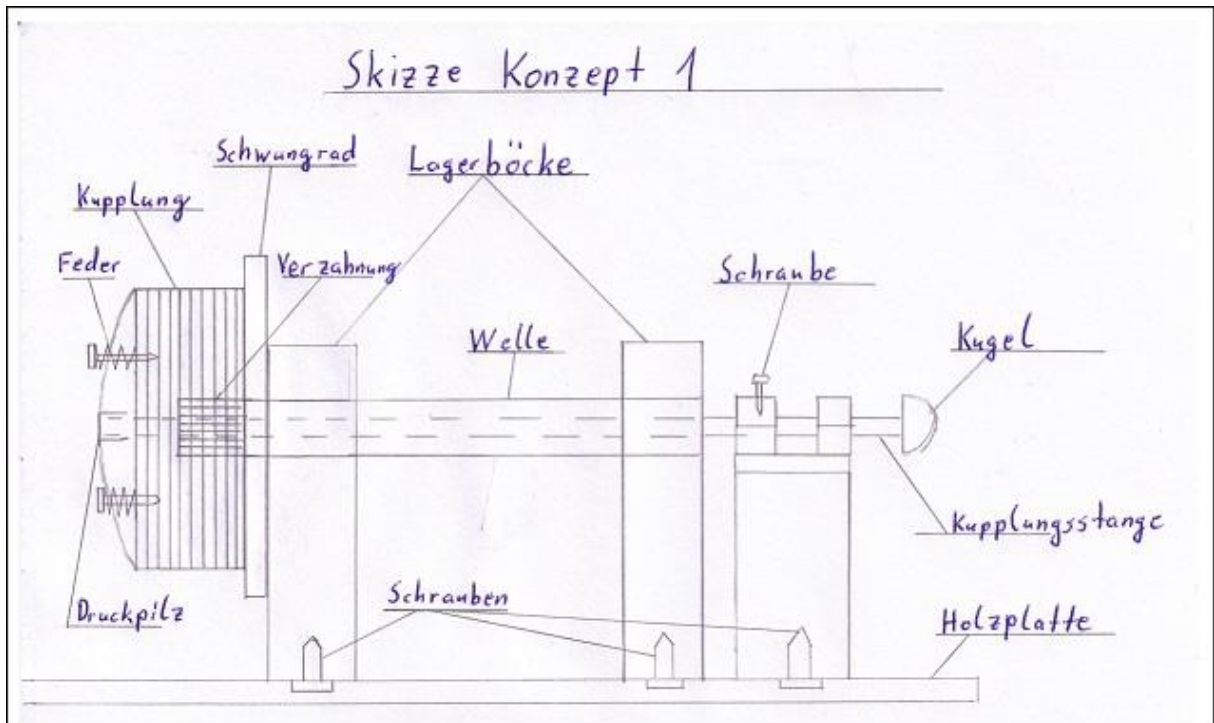 Skizze Konzept 1
Schwungrad
Lagerböcke
Kupplung
Feder
Verzahnung
Schraube
Welle
Kugel
Kupplungsstange
Schrauben
Druckpilz
Holzplatte